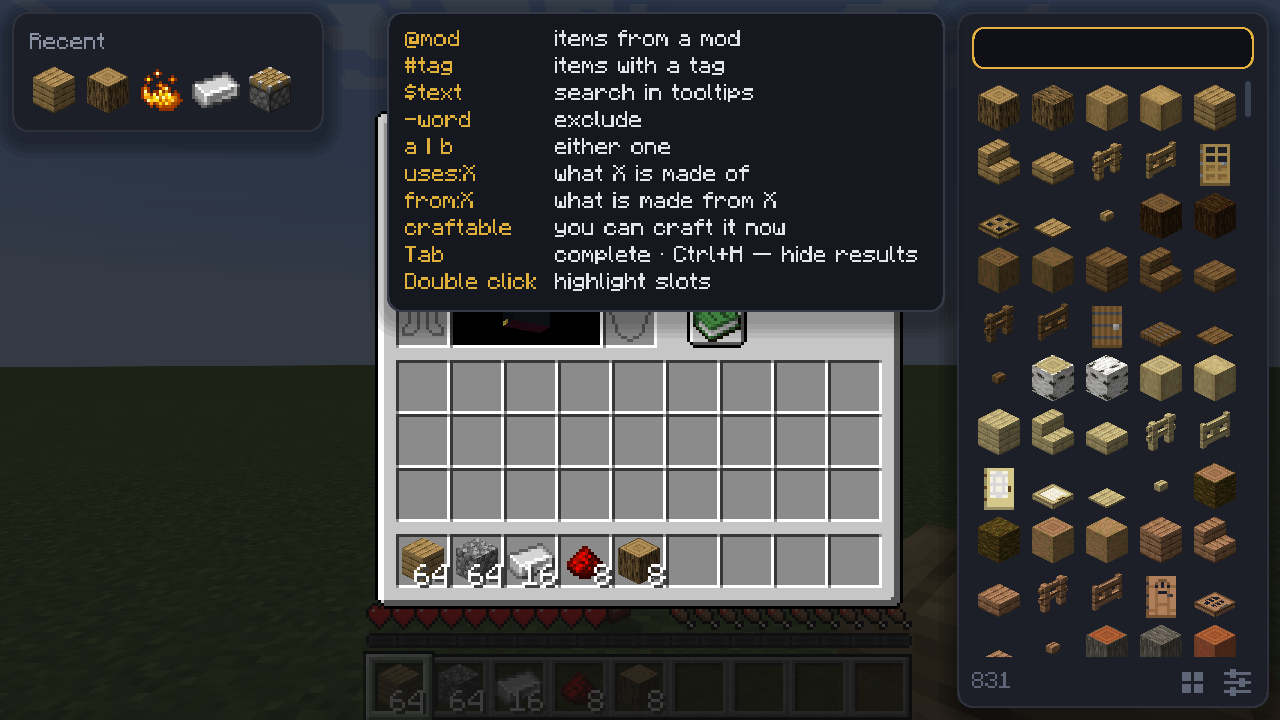 Recent
@mod items from a mod
#tag items with a tag
$text search in tooltips
-word exclude
a | b either one
uses:X what X is made of
from:X what is made from X
craftable you can craft it now
Tab complete · Ctrl+H — hide results
Double click highlight slots
64 64 16 8 8
64 64 16 8 8
831